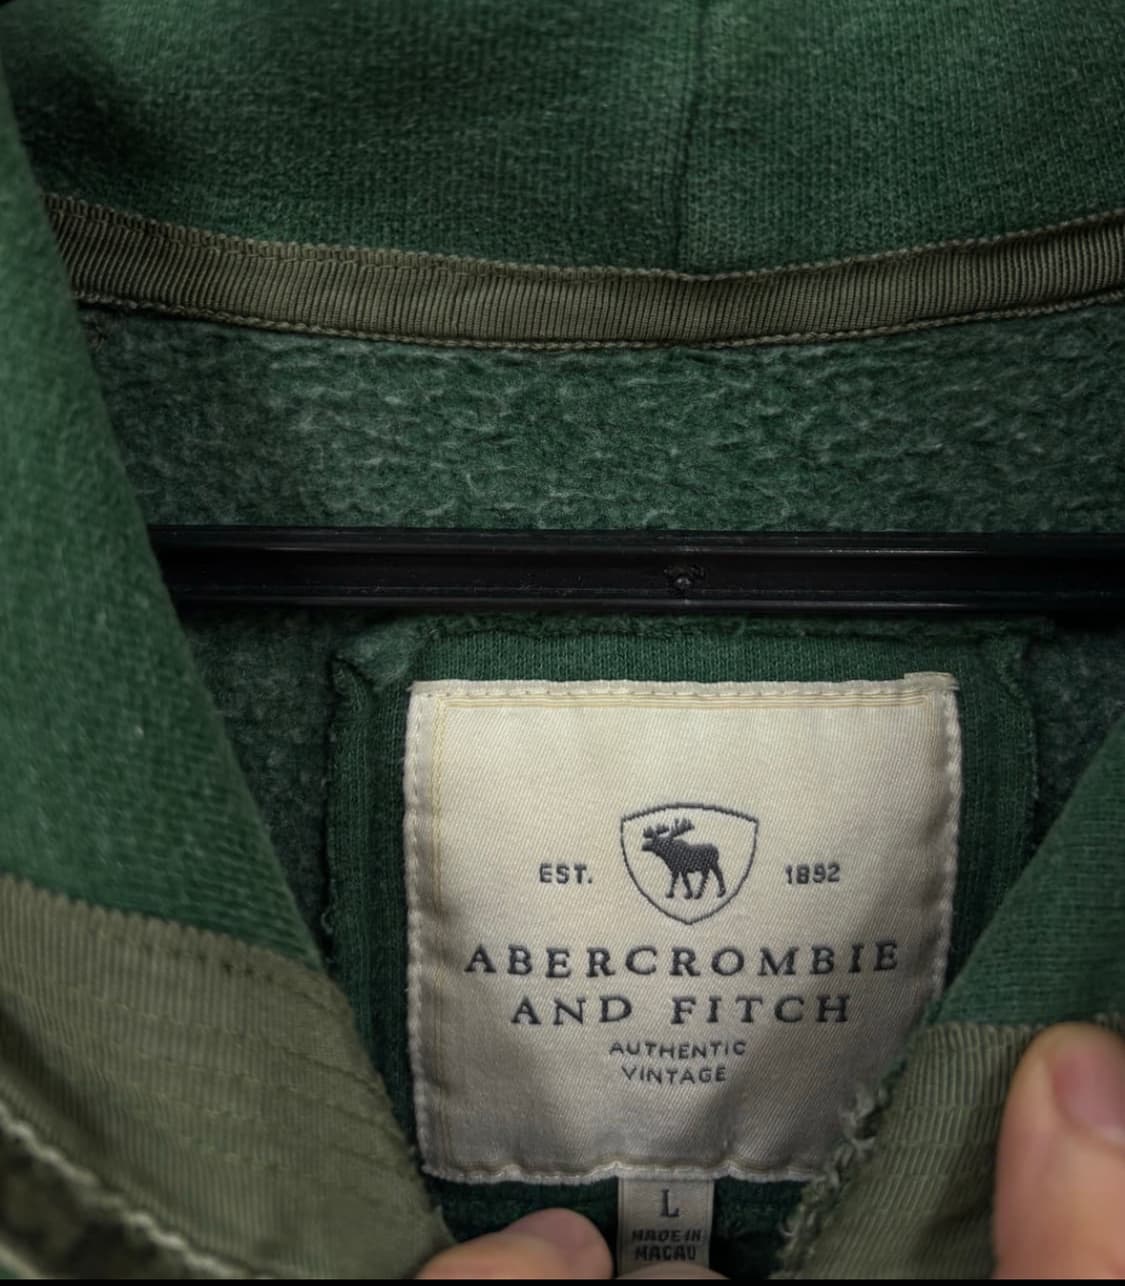 EST. 1892
ABERCROMBIE
AND FITCH
AUTHENTIC
VINTAGE
L
MADE IN
MACAU